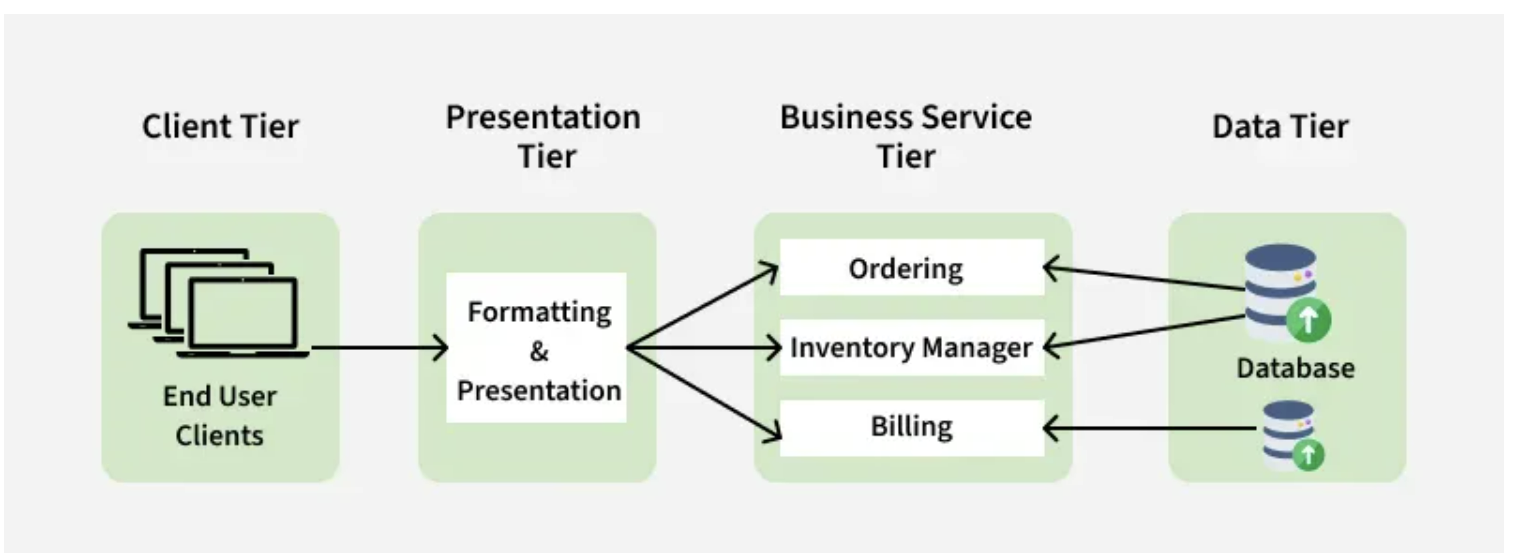 Client Tier
Presentation
Tier
Business Service
Tier
Data Tier
End User
Clients
Formatting
&
Presentation
Ordering
Inventory Manager
Billing
Database